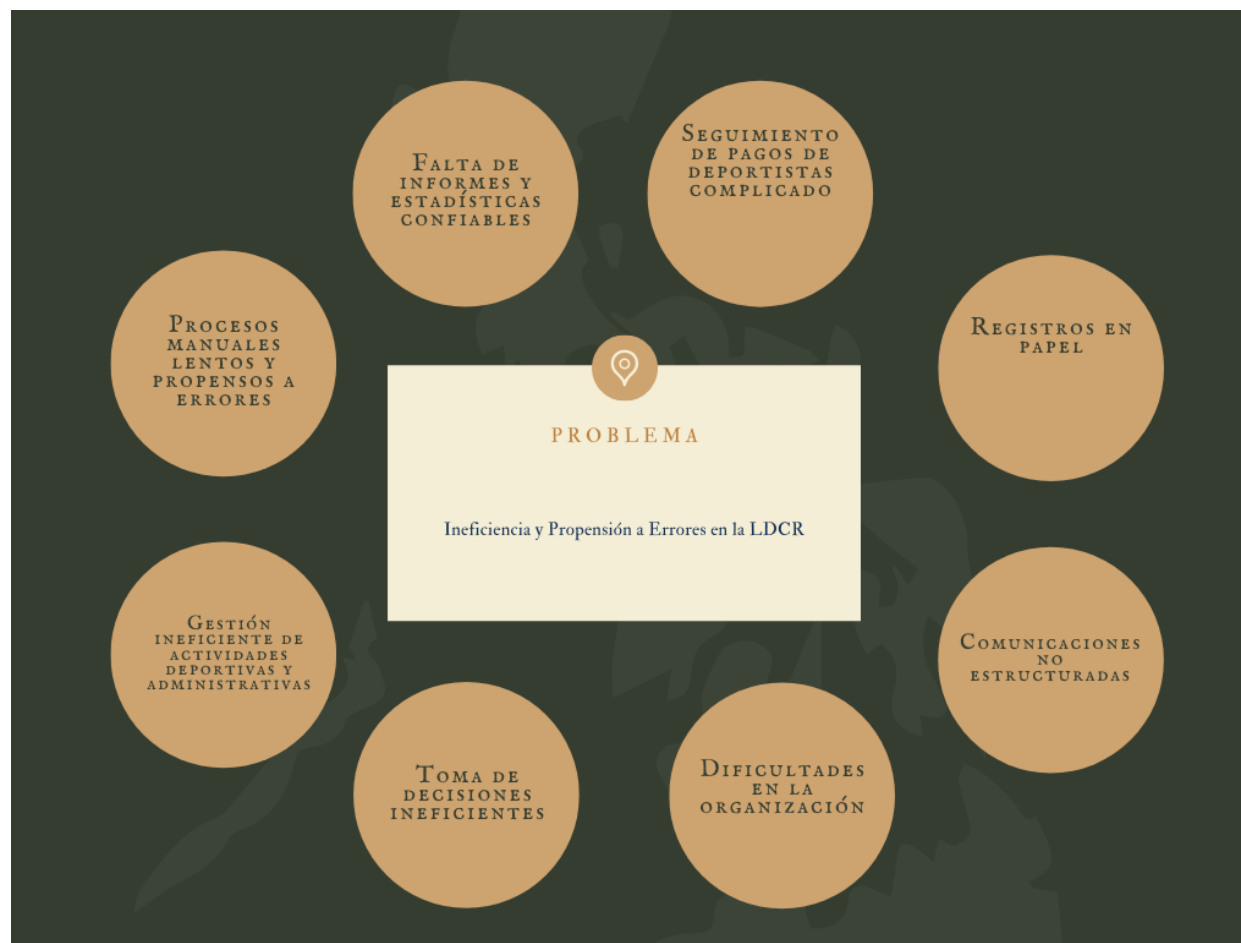 Falta de
informes y
estadísticas
confiables
Seguimiento
de pagos de
deportistas
complicado
Procesos
manuales
lentos y
propensos a
errores
Registros en
papel
PROBLEMA
Ineficiencia y Propensión a Errores en la LDCR
Gestión
ineficiente de
actividades
deportivas y
administrativas
Comunicaciones
no
estructuradas
Toma de
decisiones
ineficientes
Dificultades
en la
organización